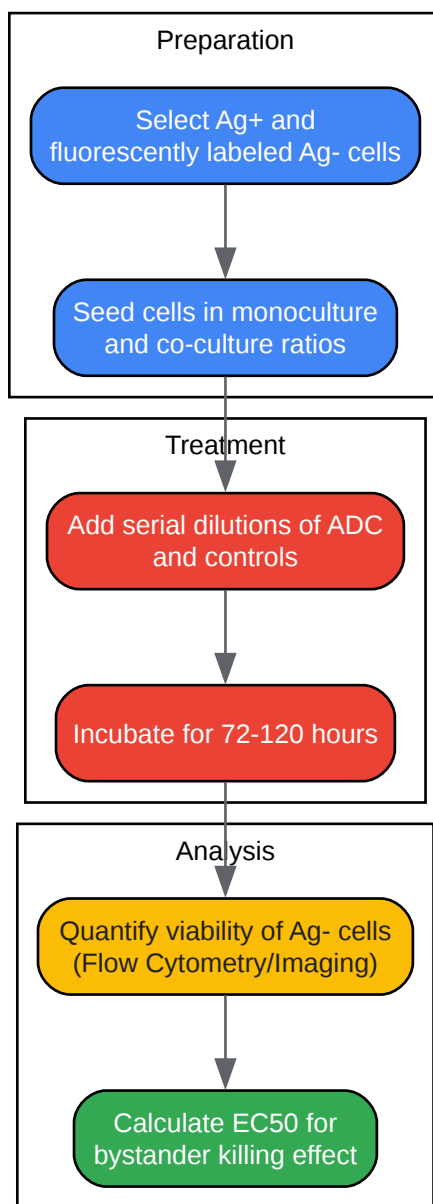 Preparation
Select Ag+ and
fluorescently labeled Ag- cells
Seed cells in monoculture
and co-culture ratios
Treatment
Add serial dilutions of ADC
and controls
Incubate for 72-120 hours
Analysis
Quantify viability of Ag- cells
(Flow Cytometry/Imaging)
Calculate EC50 for
bystander killing effect